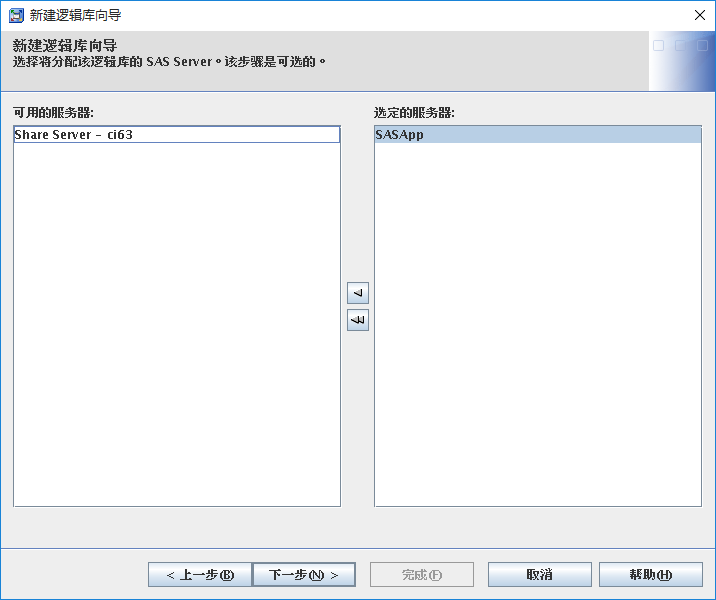 新建逻辑库向导
新建逻辑库向导
选择将分配该逻辑库的 SAS Server。该步骤是可选的。
可用的服务器:
选定的服务器:
Share Server - ci63
SASApp
< 上一步(B)
下一步(N) >
完成(F)
取消
帮助(H)